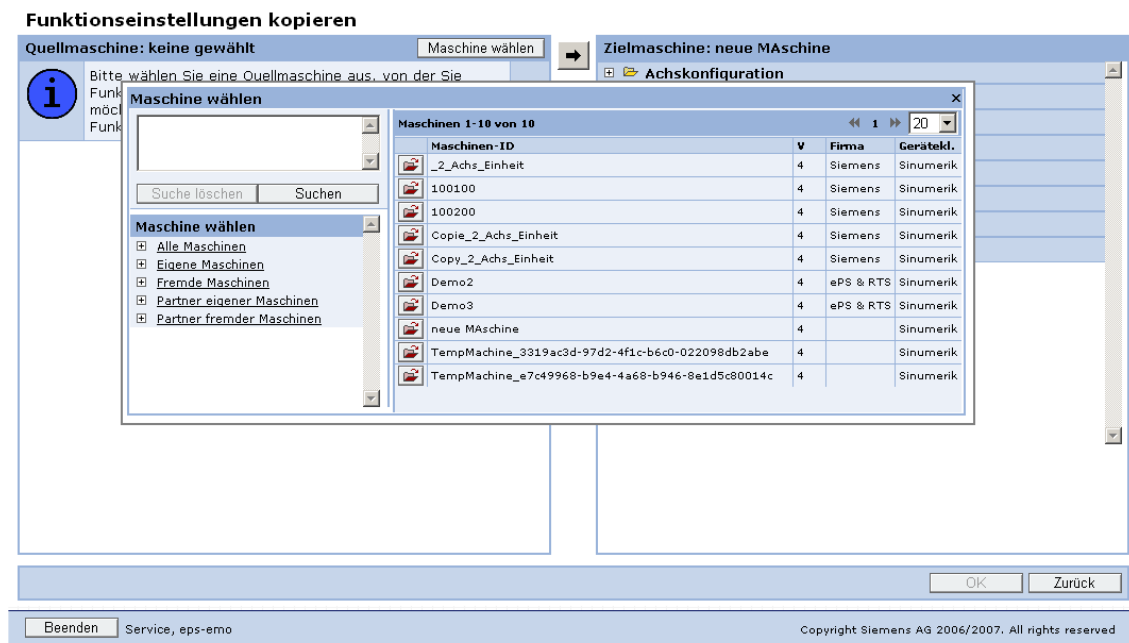 Funktionseinstellungen kopieren
Quellmaschine: keine gewählt
Maschine wählen
Zielmaschine: neue MAschine
Bitte wählen Sie eine Quellmaschine aus, von der Sie
Funk
möcl
Funk
Achskonfiguration
Maschine wählen
Suche löschen
Suchen
Maschine wählen
Alle Maschinen
Eigene Maschinen
Fremde Maschinen
Partner eigener Maschinen
Partner fremder Maschinen
Maschinen 1-10 von 10
1
20
Maschinen-ID V Firma Gerätekl.
_2_Achs_Einheit 4 Siemens Sinumerik
100100 4 Siemens Sinumerik
100200 4 Siemens Sinumerik
Copie_2_Achs_Einheit 4 Siemens Sinumerik
Copy_2_Achs_Einheit 4 Siemens Sinumerik
Demo2 4 ePS & RTS Sinumerik
Demo3 4 ePS & RTS Sinumerik
neue MAschine 4 Sinumerik
TempMachine_3319ac3d-97d2-4f1c-b6c0-022098db2abe 4 Sinumerik
TempMachine_e7c49968-b9e4-4a68-b946-8e1d5c80014c 4 Sinumerik
OK
Zurück
Beenden
Service, eps-emo
Copyright Siemens AG 2006/2007. All rights reserved